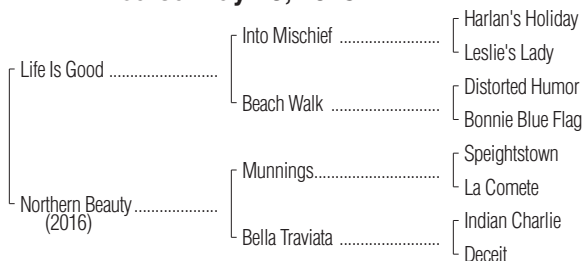 Harlan's Holiday
Into Mischief ..............................
Leslie's Lady
Life Is Good ................................
Distorted Humor
Beach Walk ................................
Bonnie Blue Flag
Speightstown
Munnings....................................
La Comete
Northern Beauty .........................
(2016)
Indian Charlie
Bella Traviata ..............................
Deceit